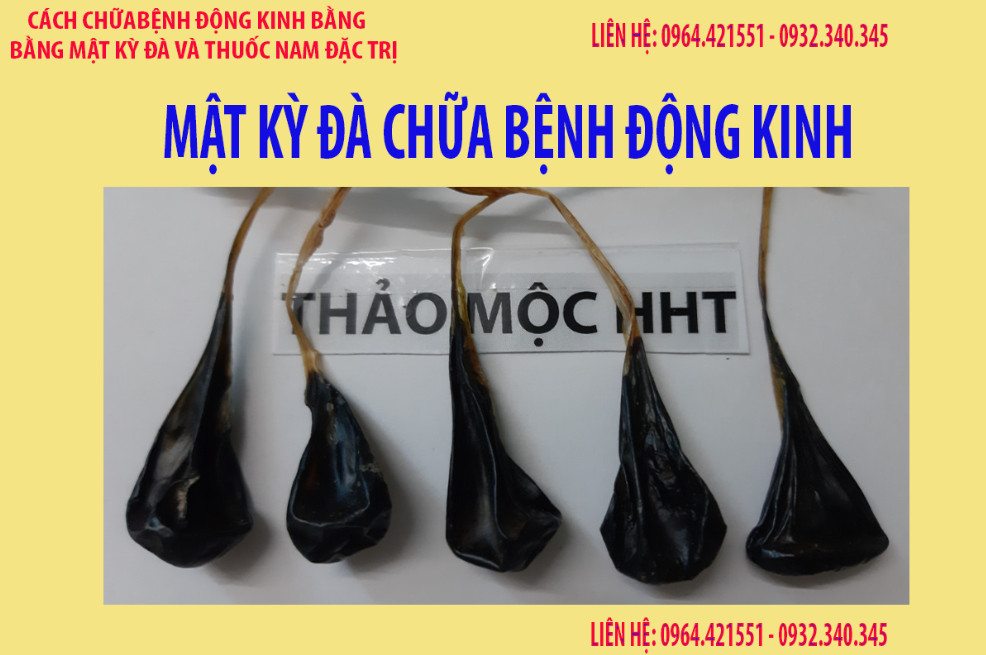 CÁCH CHỮABỆNH ĐỘNG KINH BẰNG
BẰNG MẬT KỲ ĐÀ VÀ THUỐC NAM ĐẶC TRỊ
LIÊN HỆ: 0964.421551 - 0932.340.345
MẬT KỲ ĐÀ CHỮA BỆNH ĐỘNG KINH
THẢO MỘC HHT
LIÊN HỆ: 0964.421551 - 0932.340.345